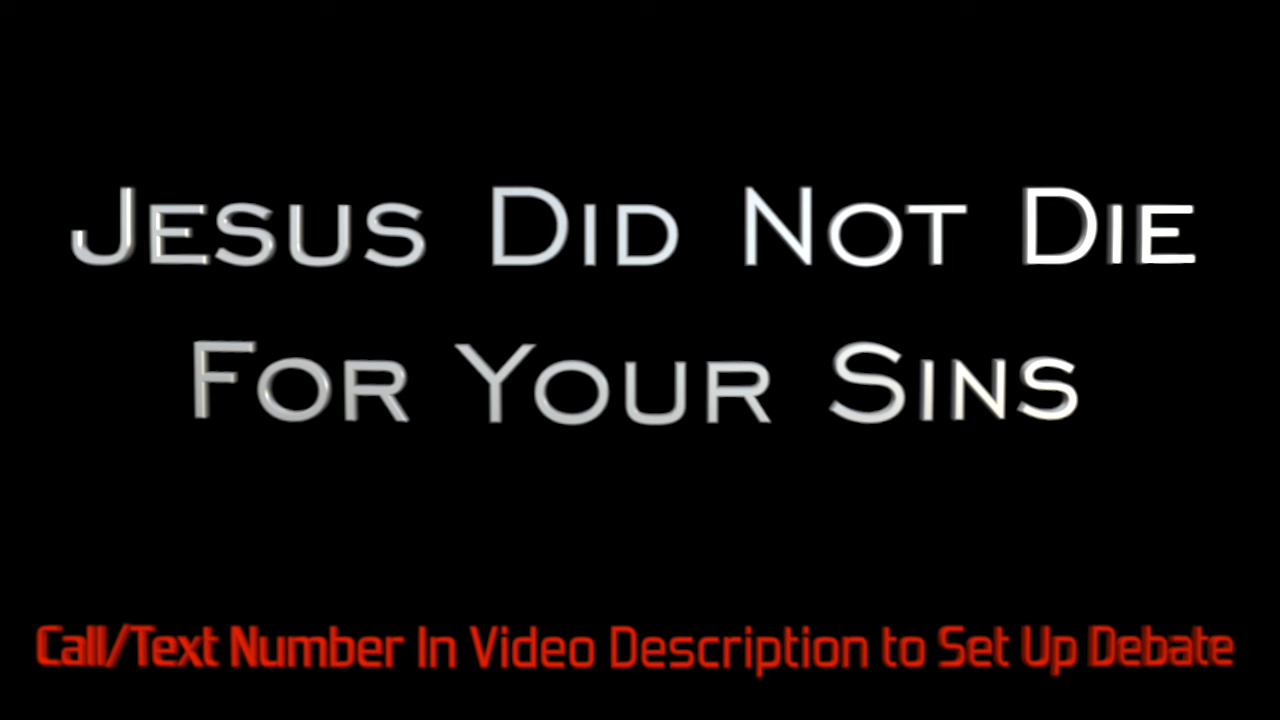 Jesus Did Not Die
For Your Sins
Call/Text Number In Video Description to Set Up Debate